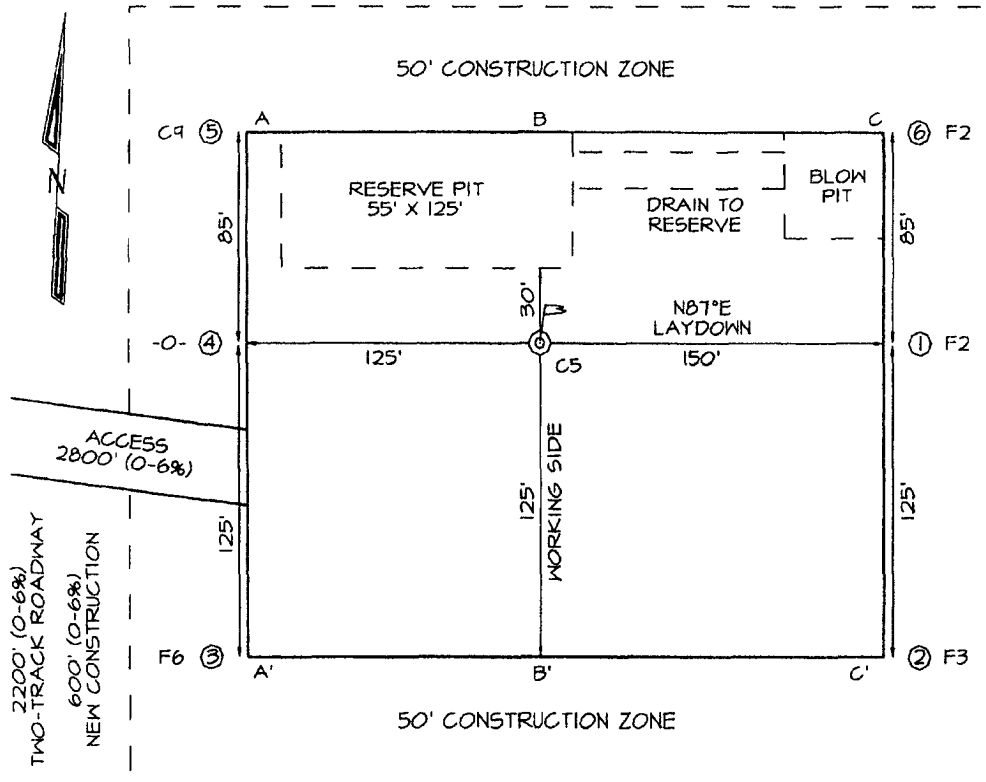 50' CONSTRUCTION ZONE
A
B
C
C9 ⑤
⑥ F2
RESERVE PIT
55' X 125'
BLOW
PIT
DRAIN TO
RESERVE
85'
85'
N
30'
N87°E
LAYDOWN
-0- ④
125'
C5
150'
① F2
ACCESS
2800' (0-6%)
125'
125'
WORKING SIDE
125'
2200' (0-6%)
TWO-TRACK ROADWAY
600' (0-6%)
NEW CONSTRUCTION
F6 ③
② F3
A'
B'
C'
50' CONSTRUCTION ZONE